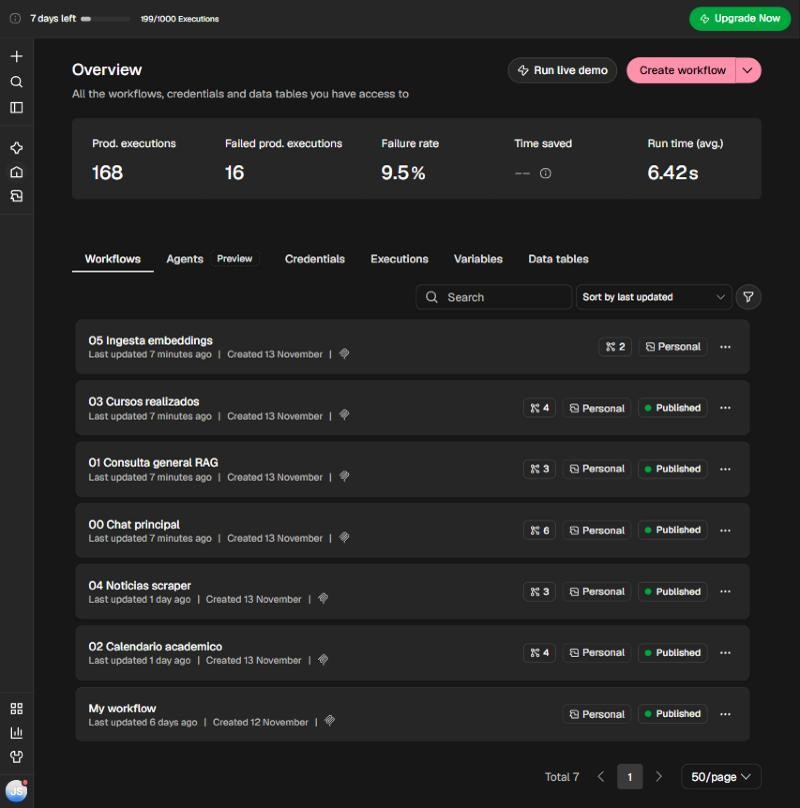 7 days left 199/1000 Executions Upgrade Now
Overview Run live demo Create workflow
All the workflows, credentials and data tables you have access to
Prod. executions Failed prod. executions Failure rate Time saved Run time (avg.)
168 16 9.5% -- 6.42s
Workflows Agents Preview Credentials Executions Variables Data tables
Search Sort by last updated
05 Ingesta embeddings
Last updated 7 minutes ago | Created 13 November | 2 Personal
03 Cursos realizados
Last updated 7 minutes ago | Created 13 November | 4 Personal Published
01 Consulta general RAG
Last updated 7 minutes ago | Created 13 November | 3 Personal Published
00 Chat principal
Last updated 7 minutes ago | Created 13 November | 6 Personal Published
04 Noticias scraper
Last updated 1 day ago | Created 13 November | 3 Personal Published
02 Calendario academico
Last updated 1 day ago | Created 13 November | 4 Personal Published
My workflow
Last updated 6 days ago | Created 12 November | Personal Published
Total 7 1 50/page
JS